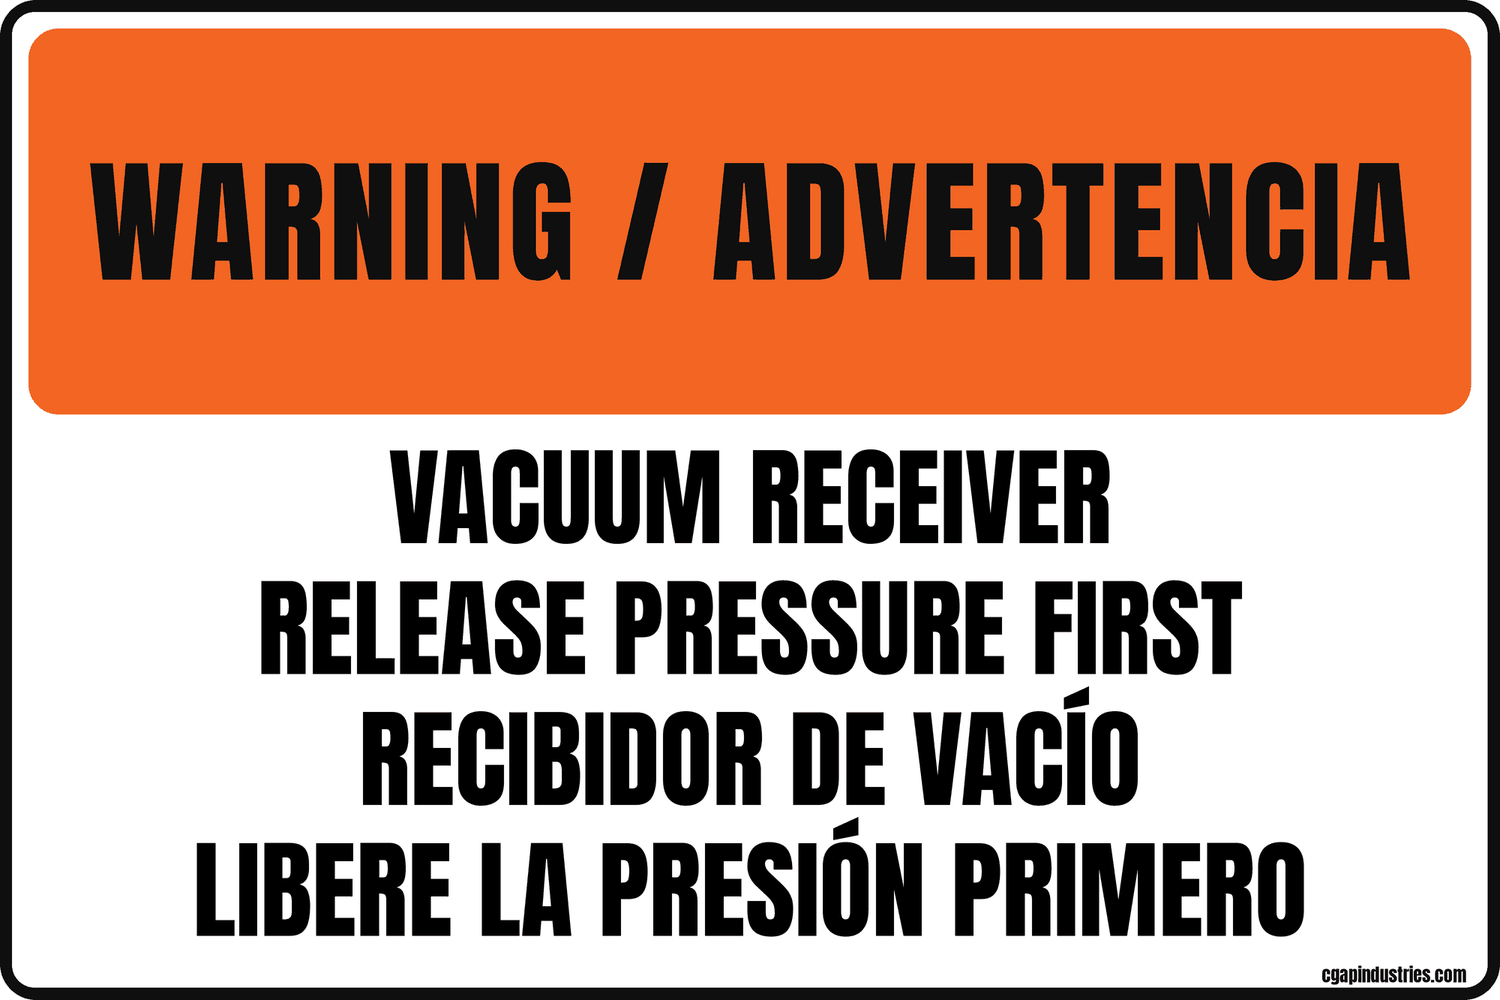 WARNING / ADVERTENCIA
VACUUM RECEIVER
RELEASE PRESSURE FIRST
RECIBIDOR DE VACÍO
LIBERE LA PRESIÓN PRIMERO
cgapindustries.com